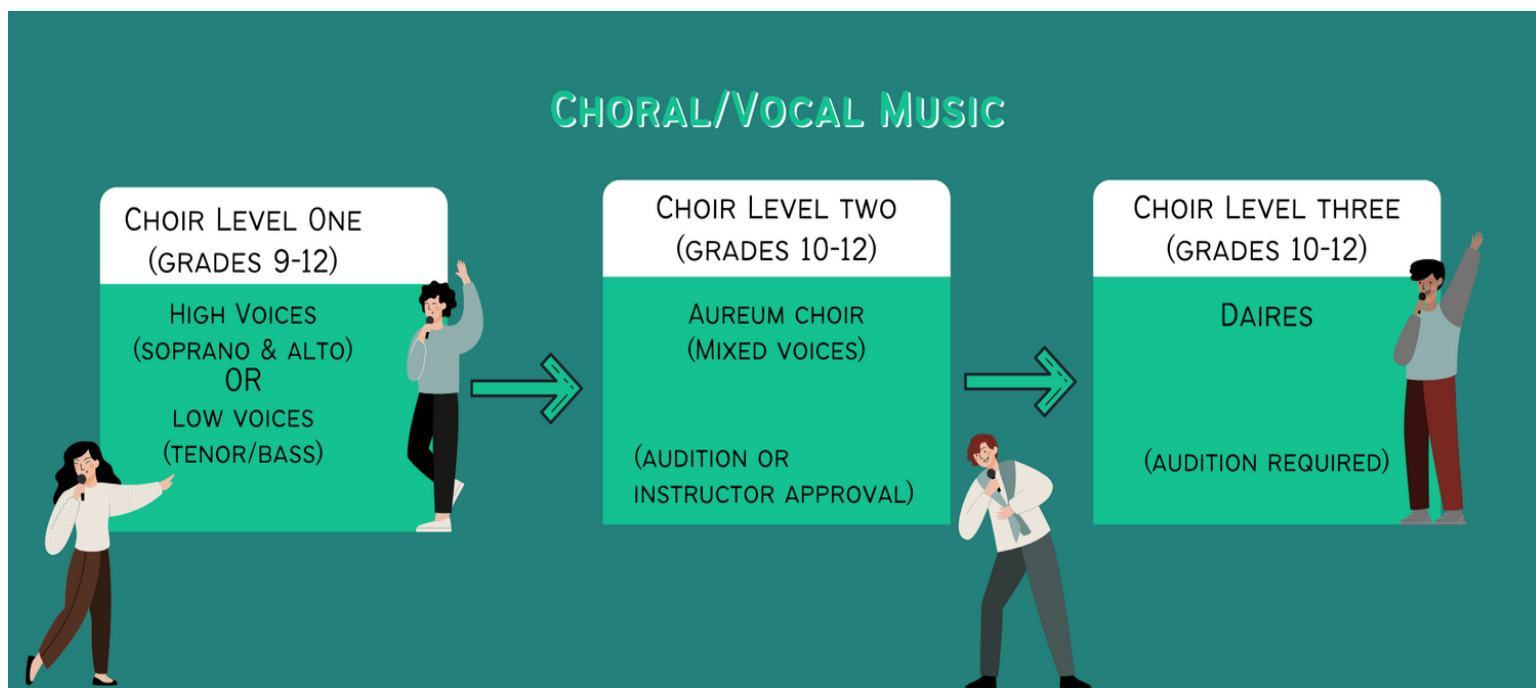 Choral/Vocal Music
Choir Level One
(grades 9-12)
High Voices
(soprano & alto)
OR
low voices
(tenor/bass)
Choir Level two
(grades 10-12)
Aureum choir
(Mixed voices)
(audition or
instructor approval)
Choir Level three
(grades 10-12)
Daires
(audition required)